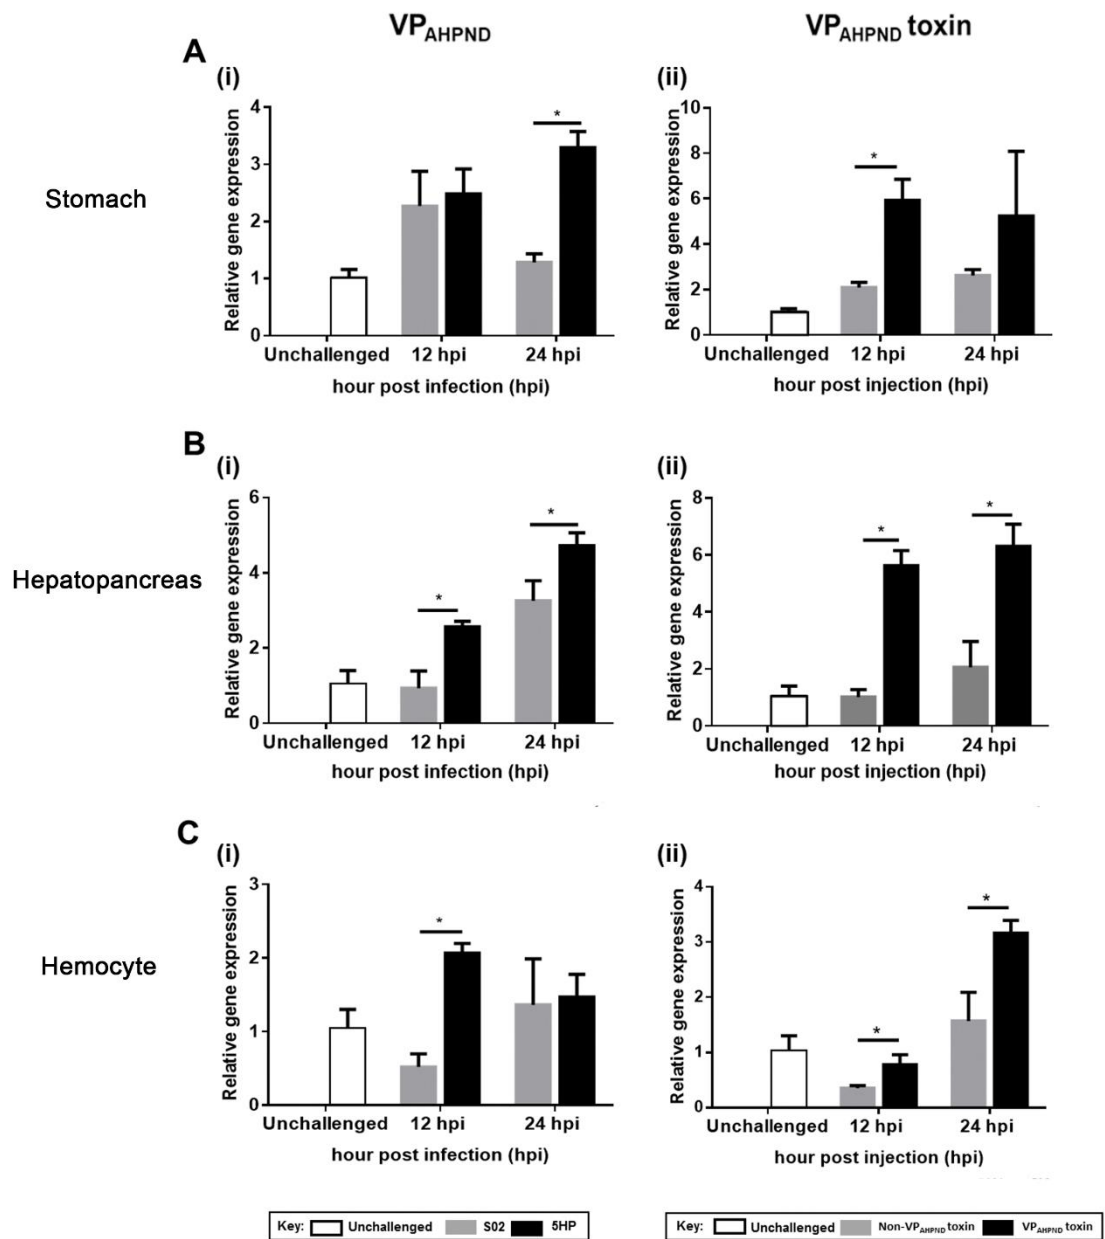 VPAHPND
VPAHPND toxin
A
(i)
(ii)
Stomach
Relative gene expression
4
3
2
1
0
*
Unchallenged 12 hpi 24 hpi
hour post infection (hpi)
Relative gene expression
10
8
6
4
2
0
*
Unchallenged 12 hpi 24 hpi
hour post injection (hpi)
B
(i)
(ii)
Hepatopancreas
Relative gene expression
6
4
2
0
*
*
Unchallenged 12 hpi 24 hpi
hour post infection (hpi)
Relative gene expression
8
6
4
2
0
*
*
Unchallenged 12 hpi 24 hpi
hour post injection (hpi)
C
(i)
(ii)
Hemocyte
Relative gene expression
3
2
1
0
*
Unchallenged 12 hpi 24 hpi
hour post infection (hpi)
Relative gene expression
4
3
2
1
0
*
*
Unchallenged 12 hpi 24 hpi
hour post injection (hpi)
Key: Unchallenged S02 5HP
Key: Unchallenged Non-VPAHPND toxin VPAHPND toxin